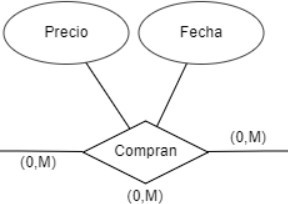 Precio
Fecha
Compran
(0,M)
(0,M)
(0,M)